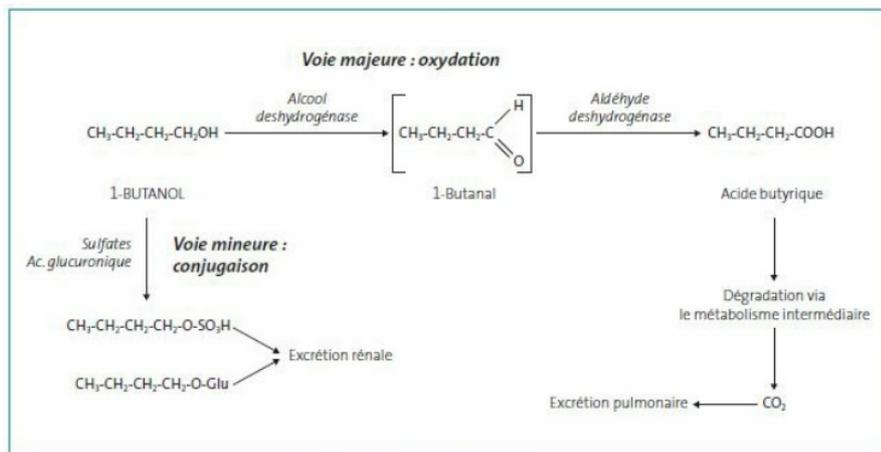 Voie majeure : oxydation
Alcool
deshydrogénase
Aldéhyde
deshydrogénase
H
CH₃-CH₂-CH₂-CH₂OH
CH₃-CH₂-CH₂-C
CH₃-CH₂-CH₂-COOH
O
1-BUTANOL
1-Butanal
Acide butyrique
Sulfates
Ac. glucuronique
Voie mineure :
conjugaison
Dégradation via
le métabolisme intermédiaire
CH₃-CH₂-CH₂-CH₂-O-SO₃H
Excrétion rénale
CH₃-CH₂-CH₂-CH₂-O-Glu
Excrétion pulmonaire
CO₂